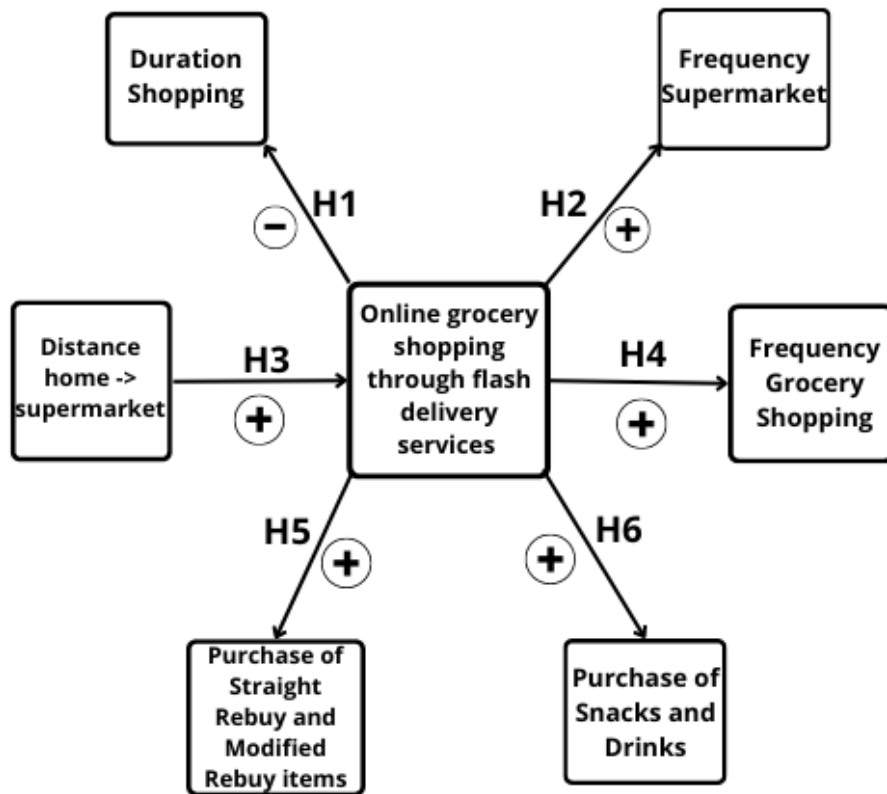 Duration
Shopping
Frequency
Supermarket
H1
−
H2
+
Distance
home ->
supermarket
H3
+
Online grocery
shopping
through flash
delivery
services
H4
+
Frequency
Grocery
Shopping
H5
+
H6
+
Purchase of
Straight
Rebuy and
Modified
Rebuy items
Purchase of
Snacks and
Drinks